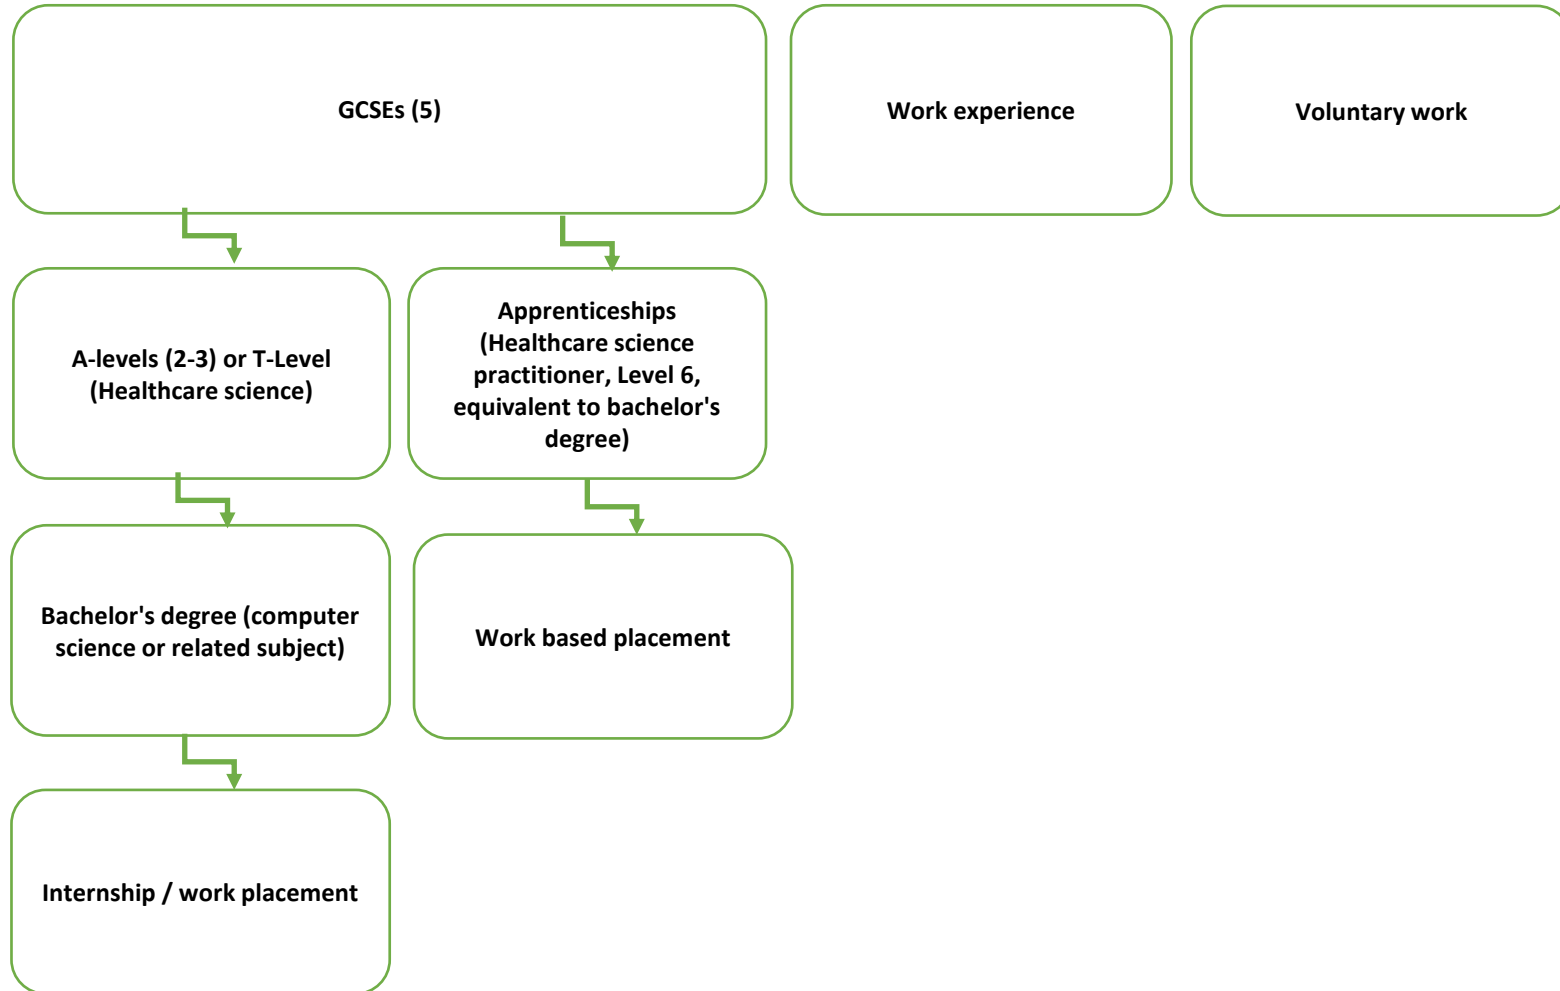 GCSEs (5)
Work experience
Voluntary work
A-levels (2-3) or T-Level
(Healthcare science)
Apprenticeships
(Healthcare science
practitioner, Level 6,
equivalent to bachelor's
degree)
Bachelor's degree (computer
science or related subject)
Work based placement
Internship / work placement